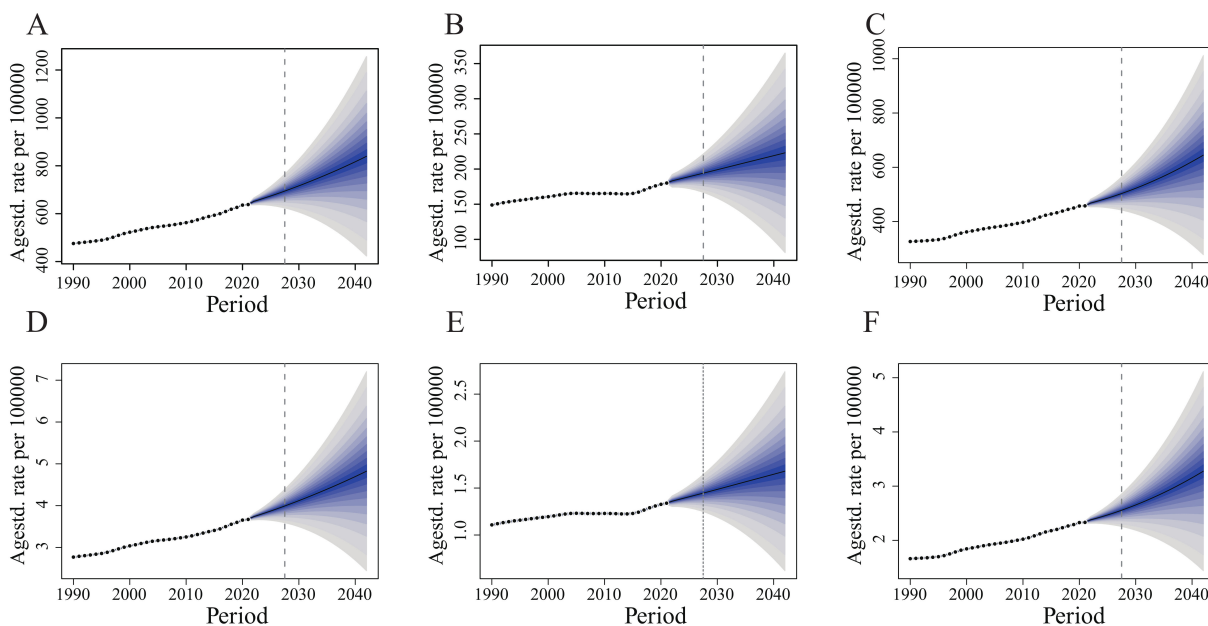 A
B
C
Agestd. rate per 100000
400 600 800 1000 1200
1990 2000 2010 2020 2030 2040
Period
Agestd. rate per 100000
100 150 200 250 300 350
1990 2000 2010 2020 2030 2040
Period
Agestd. rate per 100000
400 600 800 1000
1990 2000 2010 2020 2030 2040
Period
D
E
F
Agestd. rate per 100000
3 4 5 6 7
1990 2000 2010 2020 2030 2040
Period
Agestd. rate per 100000
1.0 1.5 2.0 2.5
1990 2000 2010 2020 2030 2040
Period
Agestd. rate per 100000
2 3 4 5
1990 2000 2010 2020 2030 2040
Period